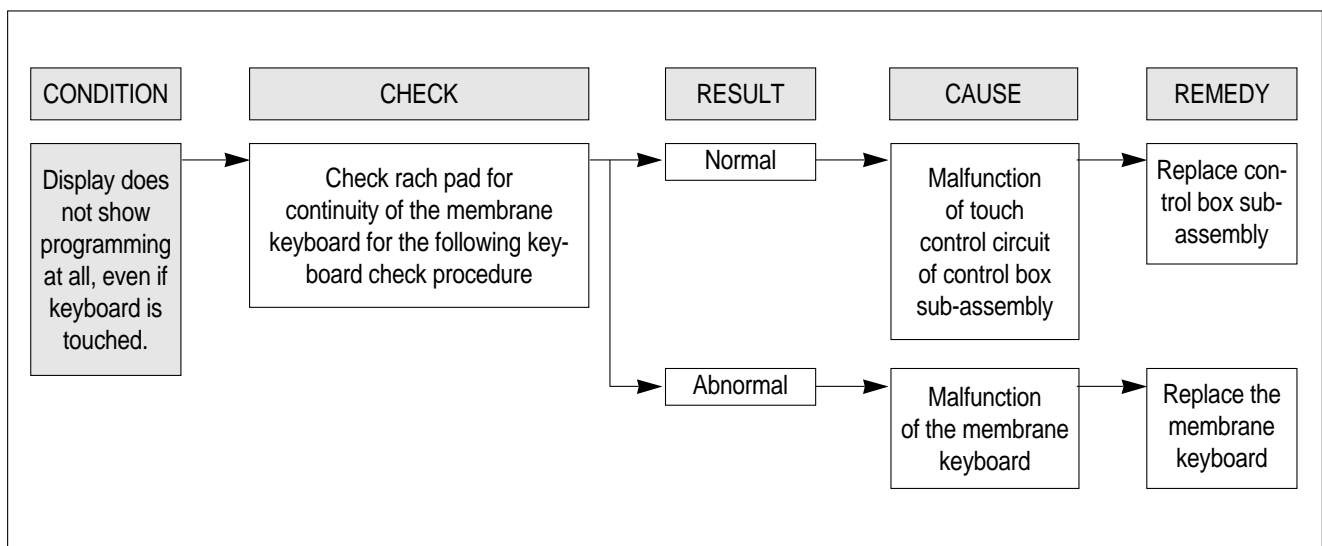 CONDITION
CHECK
RESULT
CAUSE
REMEDY
Display does
not show
programming
at all, even if
keyboard is
touched.
Check rach pad for
continuity of the membrane
keyboard for the following key-
board check procedure
Normal
Malfunction
of touch
control circuit
of control box
sub-assembly
Replace con-
trol box sub-
assembly
Abnormal
Malfunction
of the membrane
keyboard
Replace the
membrane
keyboard